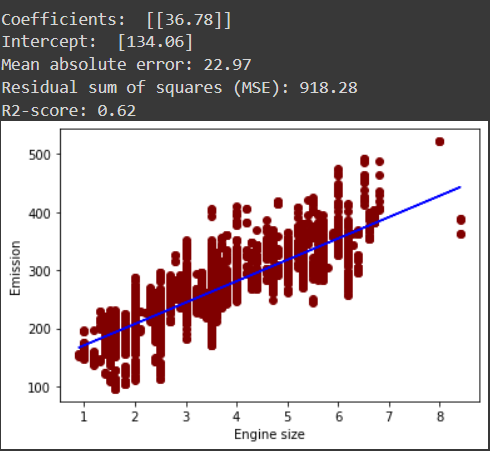 Coefficients:  [[36.78]]
Intercept:  [134.06]
Mean absolute error: 22.97
Residual sum of squares (MSE): 918.28
R2-score: 0.62
500
400
300
200
100
Emission
1 2 3 4 5 6 7 8
Engine size